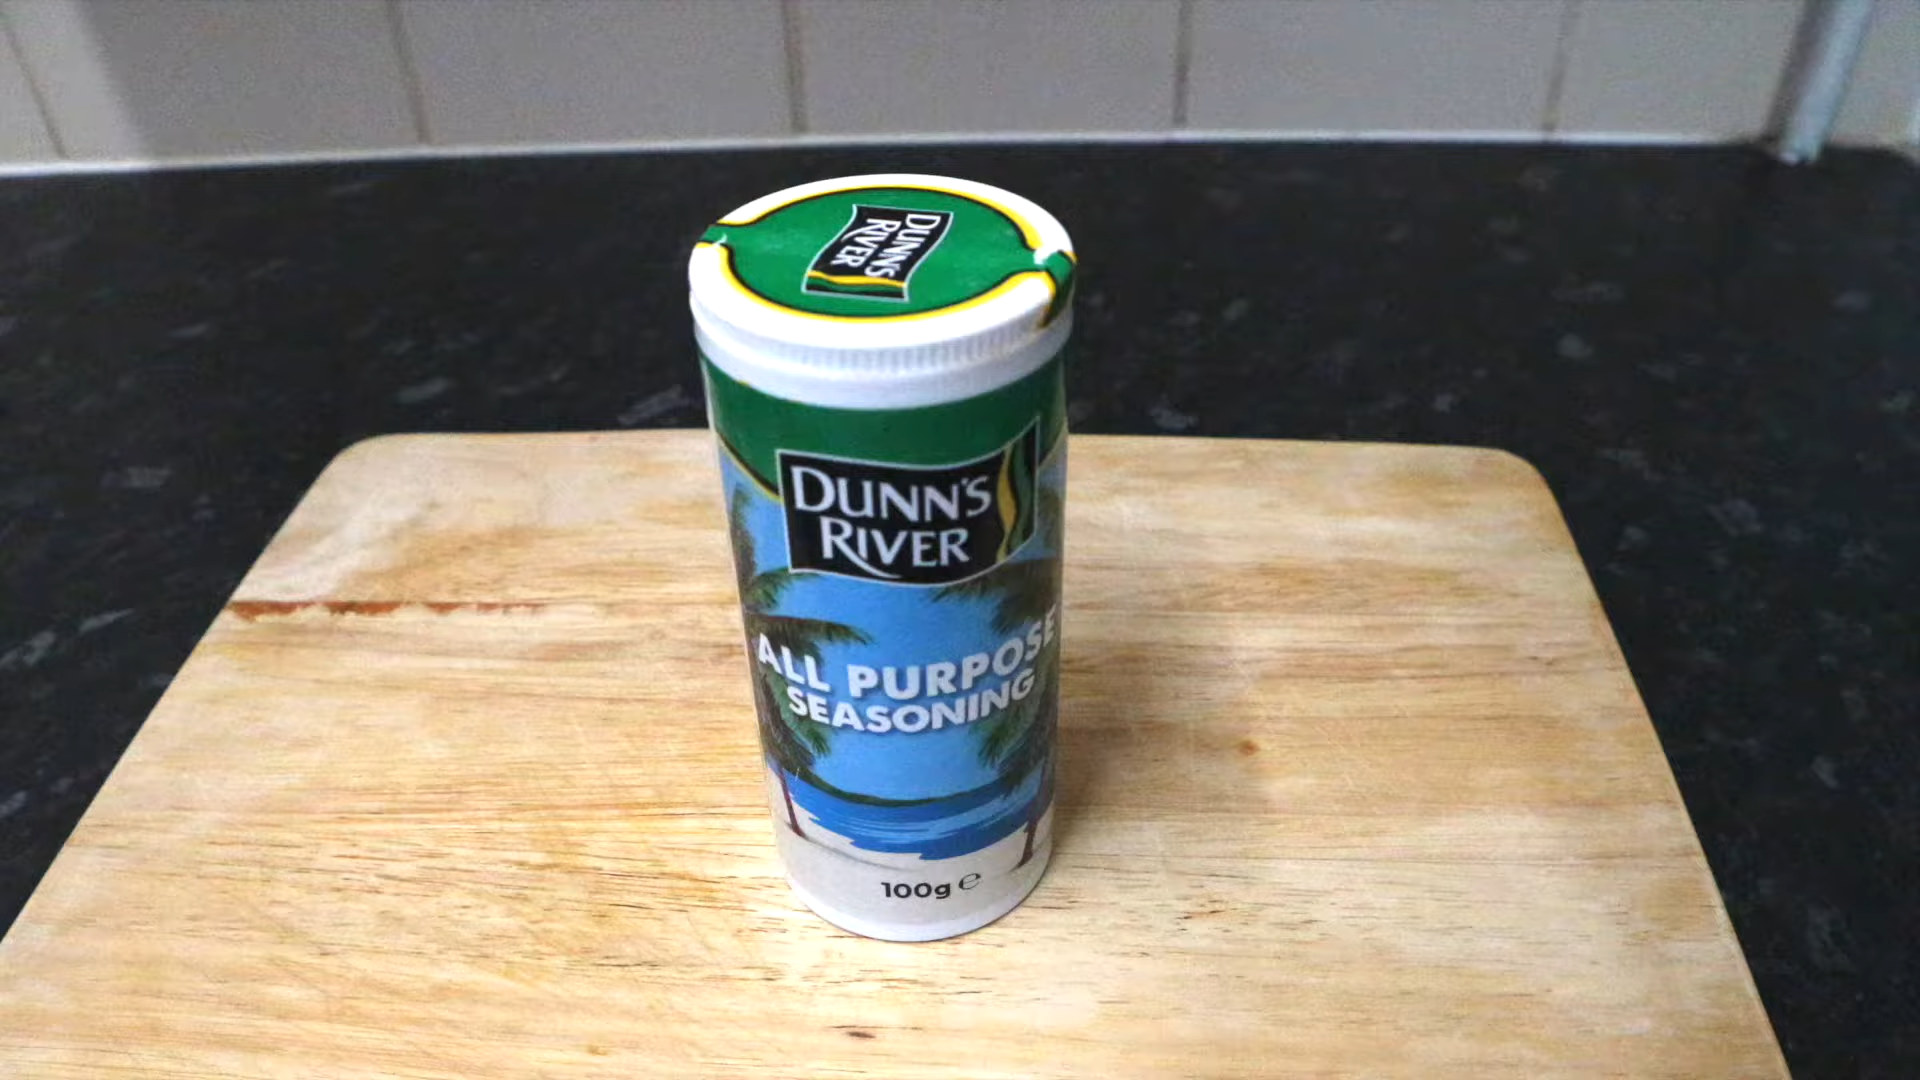 DUNN'S
RIVER
DUNN'S
RIVER
ALL PURPOSE
SEASONING
100g ℮